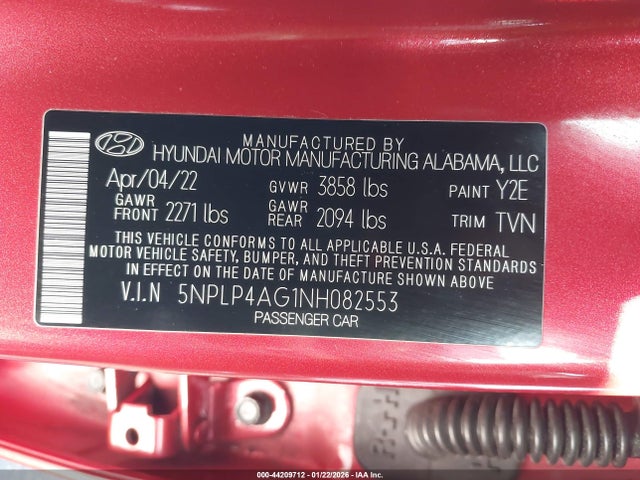 MANUFACTURED BY
HYUNDAI MOTOR MANUFACTURING ALABAMA, LLC
Apr/04/22 GVWR 3858 lbs PAINT Y2E
GAWR FRONT 2271 lbs GAWR REAR 2094 lbs TRIM TVN
THIS VEHICLE CONFORMS TO ALL APPLICABLE U.S.A. FEDERAL
MOTOR VEHICLE SAFETY, BUMPER, AND THEFT PREVENTION STANDARDS
IN EFFECT ON THE DATE OF MANUFACTURE SHOWN ABOVE
V.I.N 5NPLP4AG1NH082553
PASSENGER CAR
000-44209712 - 01/22/2026 - IAA Inc.